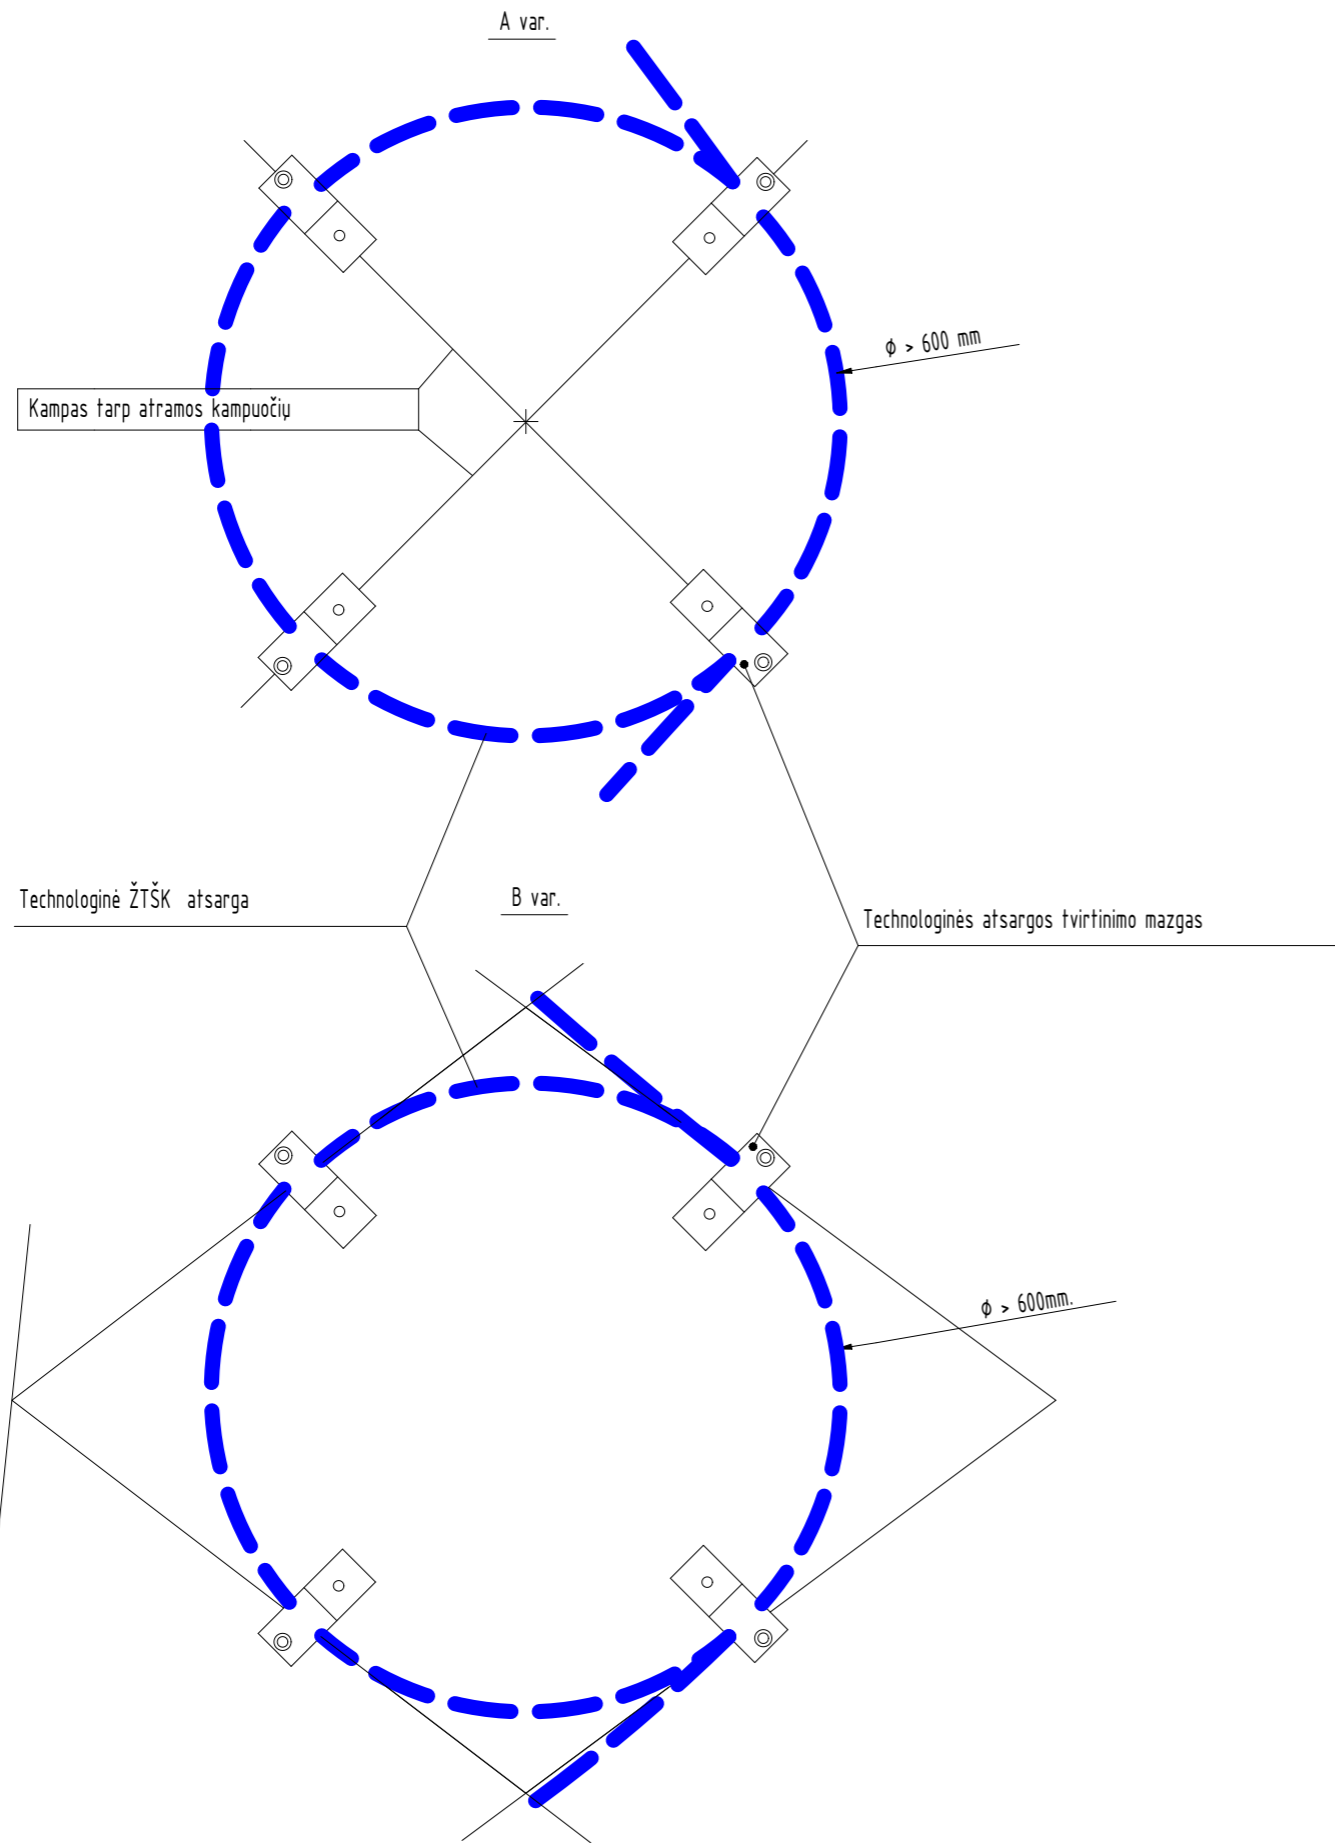 A var.
ϕ > 600 mm
Kampas tarp atramos kampuočių
Technologinė ŽTŠK atsarga
B var.
Technologinės atsargos tvirtinimo mazgas
ϕ > 600mm.